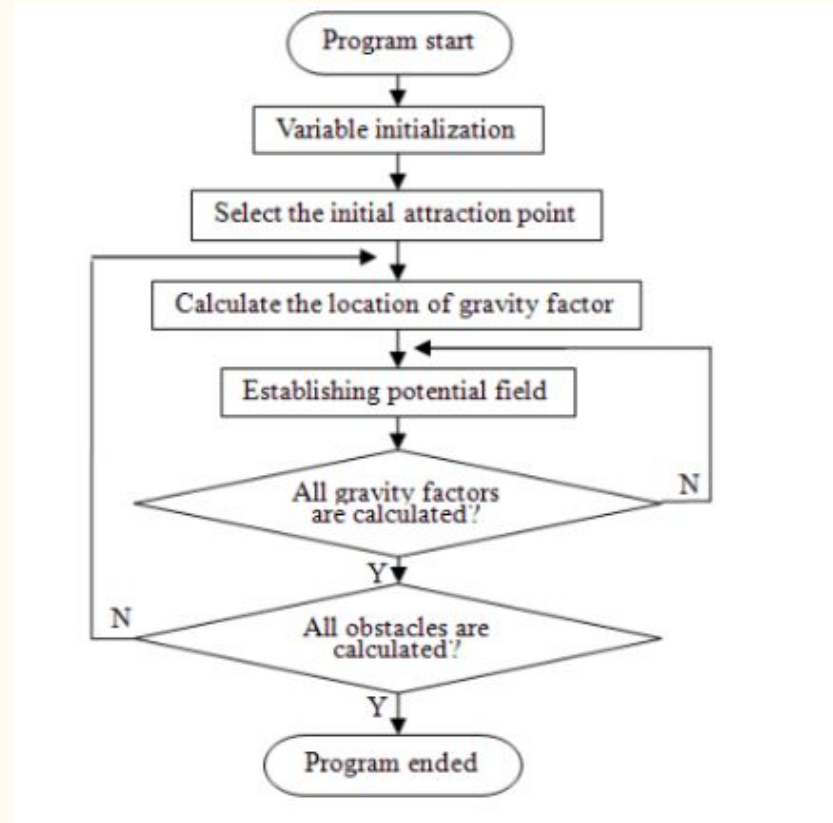 Program start
Variable initialization
Select the initial attraction point
Calculate the location of gravity factor
Establishing potential field
All gravity factors
are calculated?
N
Y
All obstacles are
calculated?
N
Y
Program ended